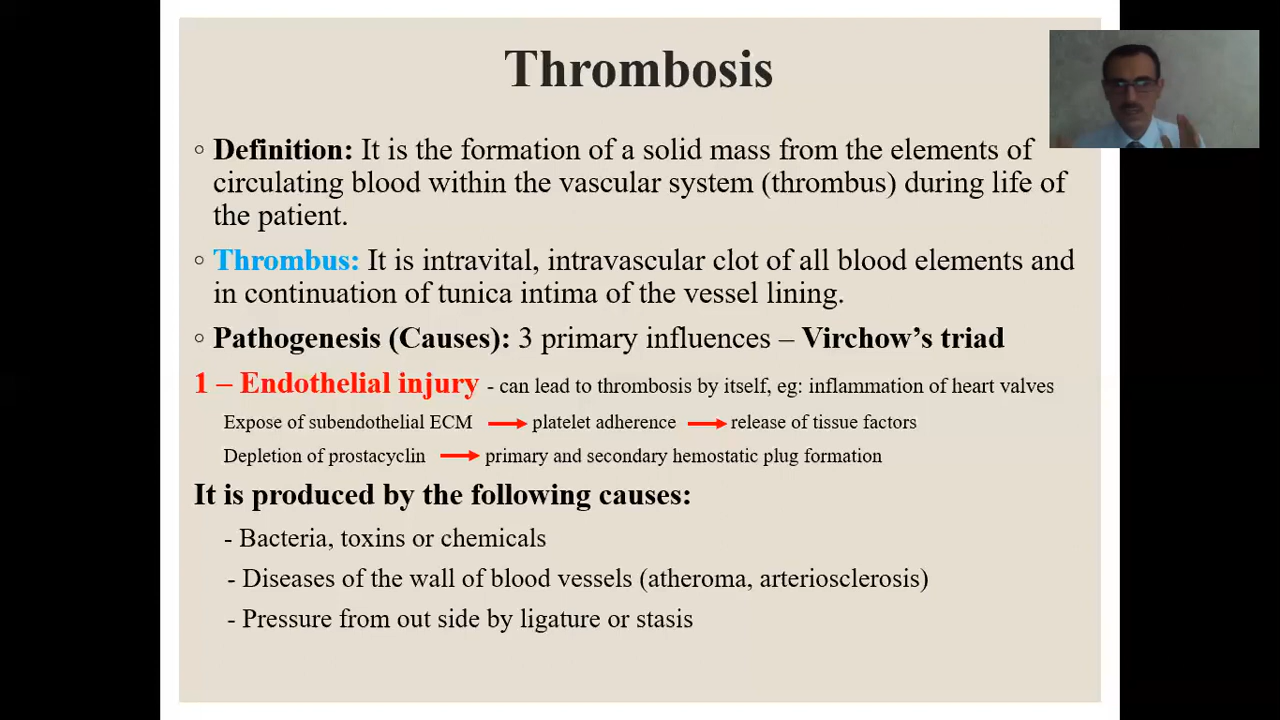 Thrombosis
◦ Definition: It is the formation of a solid mass from the elements of
circulating blood within the vascular system (thrombus) during life of
the patient.
◦ Thrombus: It is intravital, intravascular clot of all blood elements and
in continuation of tunica intima of the vessel lining.
◦ Pathogenesis (Causes): 3 primary influences – Virchow’s triad
1 – Endothelial injury - can lead to thrombosis by itself, eg: inflammation of heart valves
Expose of subendothelial ECM → platelet adherence → release of tissue factors
Depletion of prostacyclin → primary and secondary hemostatic plug formation
It is produced by the following causes:
- Bacteria, toxins or chemicals
- Diseases of the wall of blood vessels (atheroma, arteriosclerosis)
- Pressure from out side by ligature or stasis